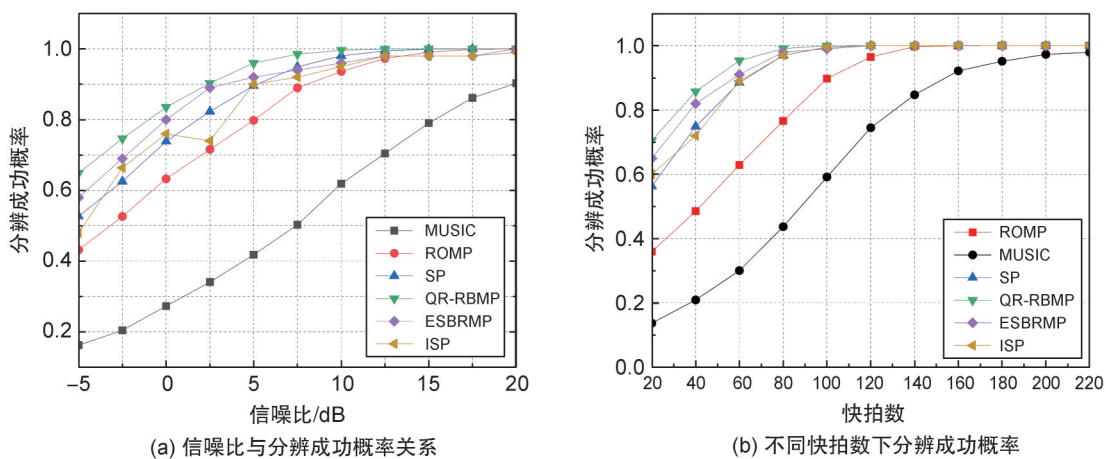 分辨成功概率
1.0
0.8
0.6
0.4
0.2
−5
0
5
10
15
20
信噪比/dB
MUSIC
ROMP
SP
QR-RBMP
ESBRMP
ISP
(a) 信噪比与分辨成功概率关系
分辨成功概率
1.0
0.8
0.6
0.4
0.2
0.0
20
40
60
80
100
120
140
160
180
200
220
快拍数
ROMP
MUSIC
SP
QR-RBMP
ESBRMP
ISP
(b) 不同快拍数下分辨成功概率